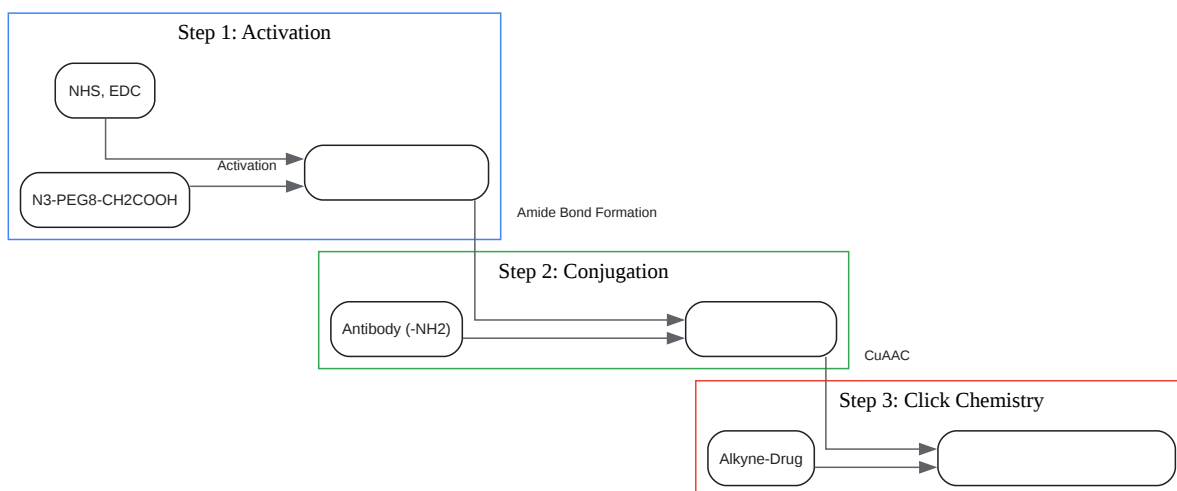 Step 1: Activation
NHS, EDC
Activation
N3-PEG8-CH2COOH
Amide Bond Formation
Step 2: Conjugation
Antibody (-NH2)
CuAAC
Step 3: Click Chemistry
Alkyne-Drug